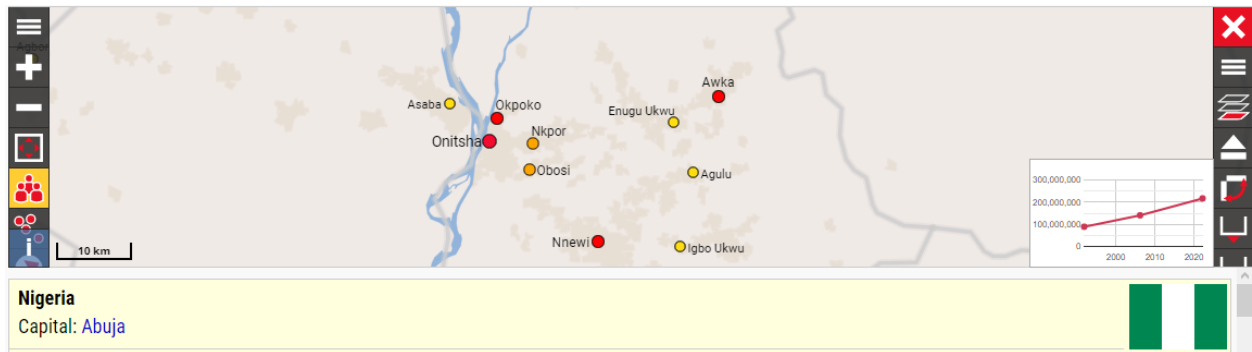 Agbor
Awka
Asaba
Okpoko
Enugu Ukwu
Onitsha
Nkpor
Obosi
Agulu
Nnewi
Igbo Ukwu
10 km
300,000,000
200,000,000
100,000,000
0
2000 2010 2020
Nigeria
Capital: Abuja